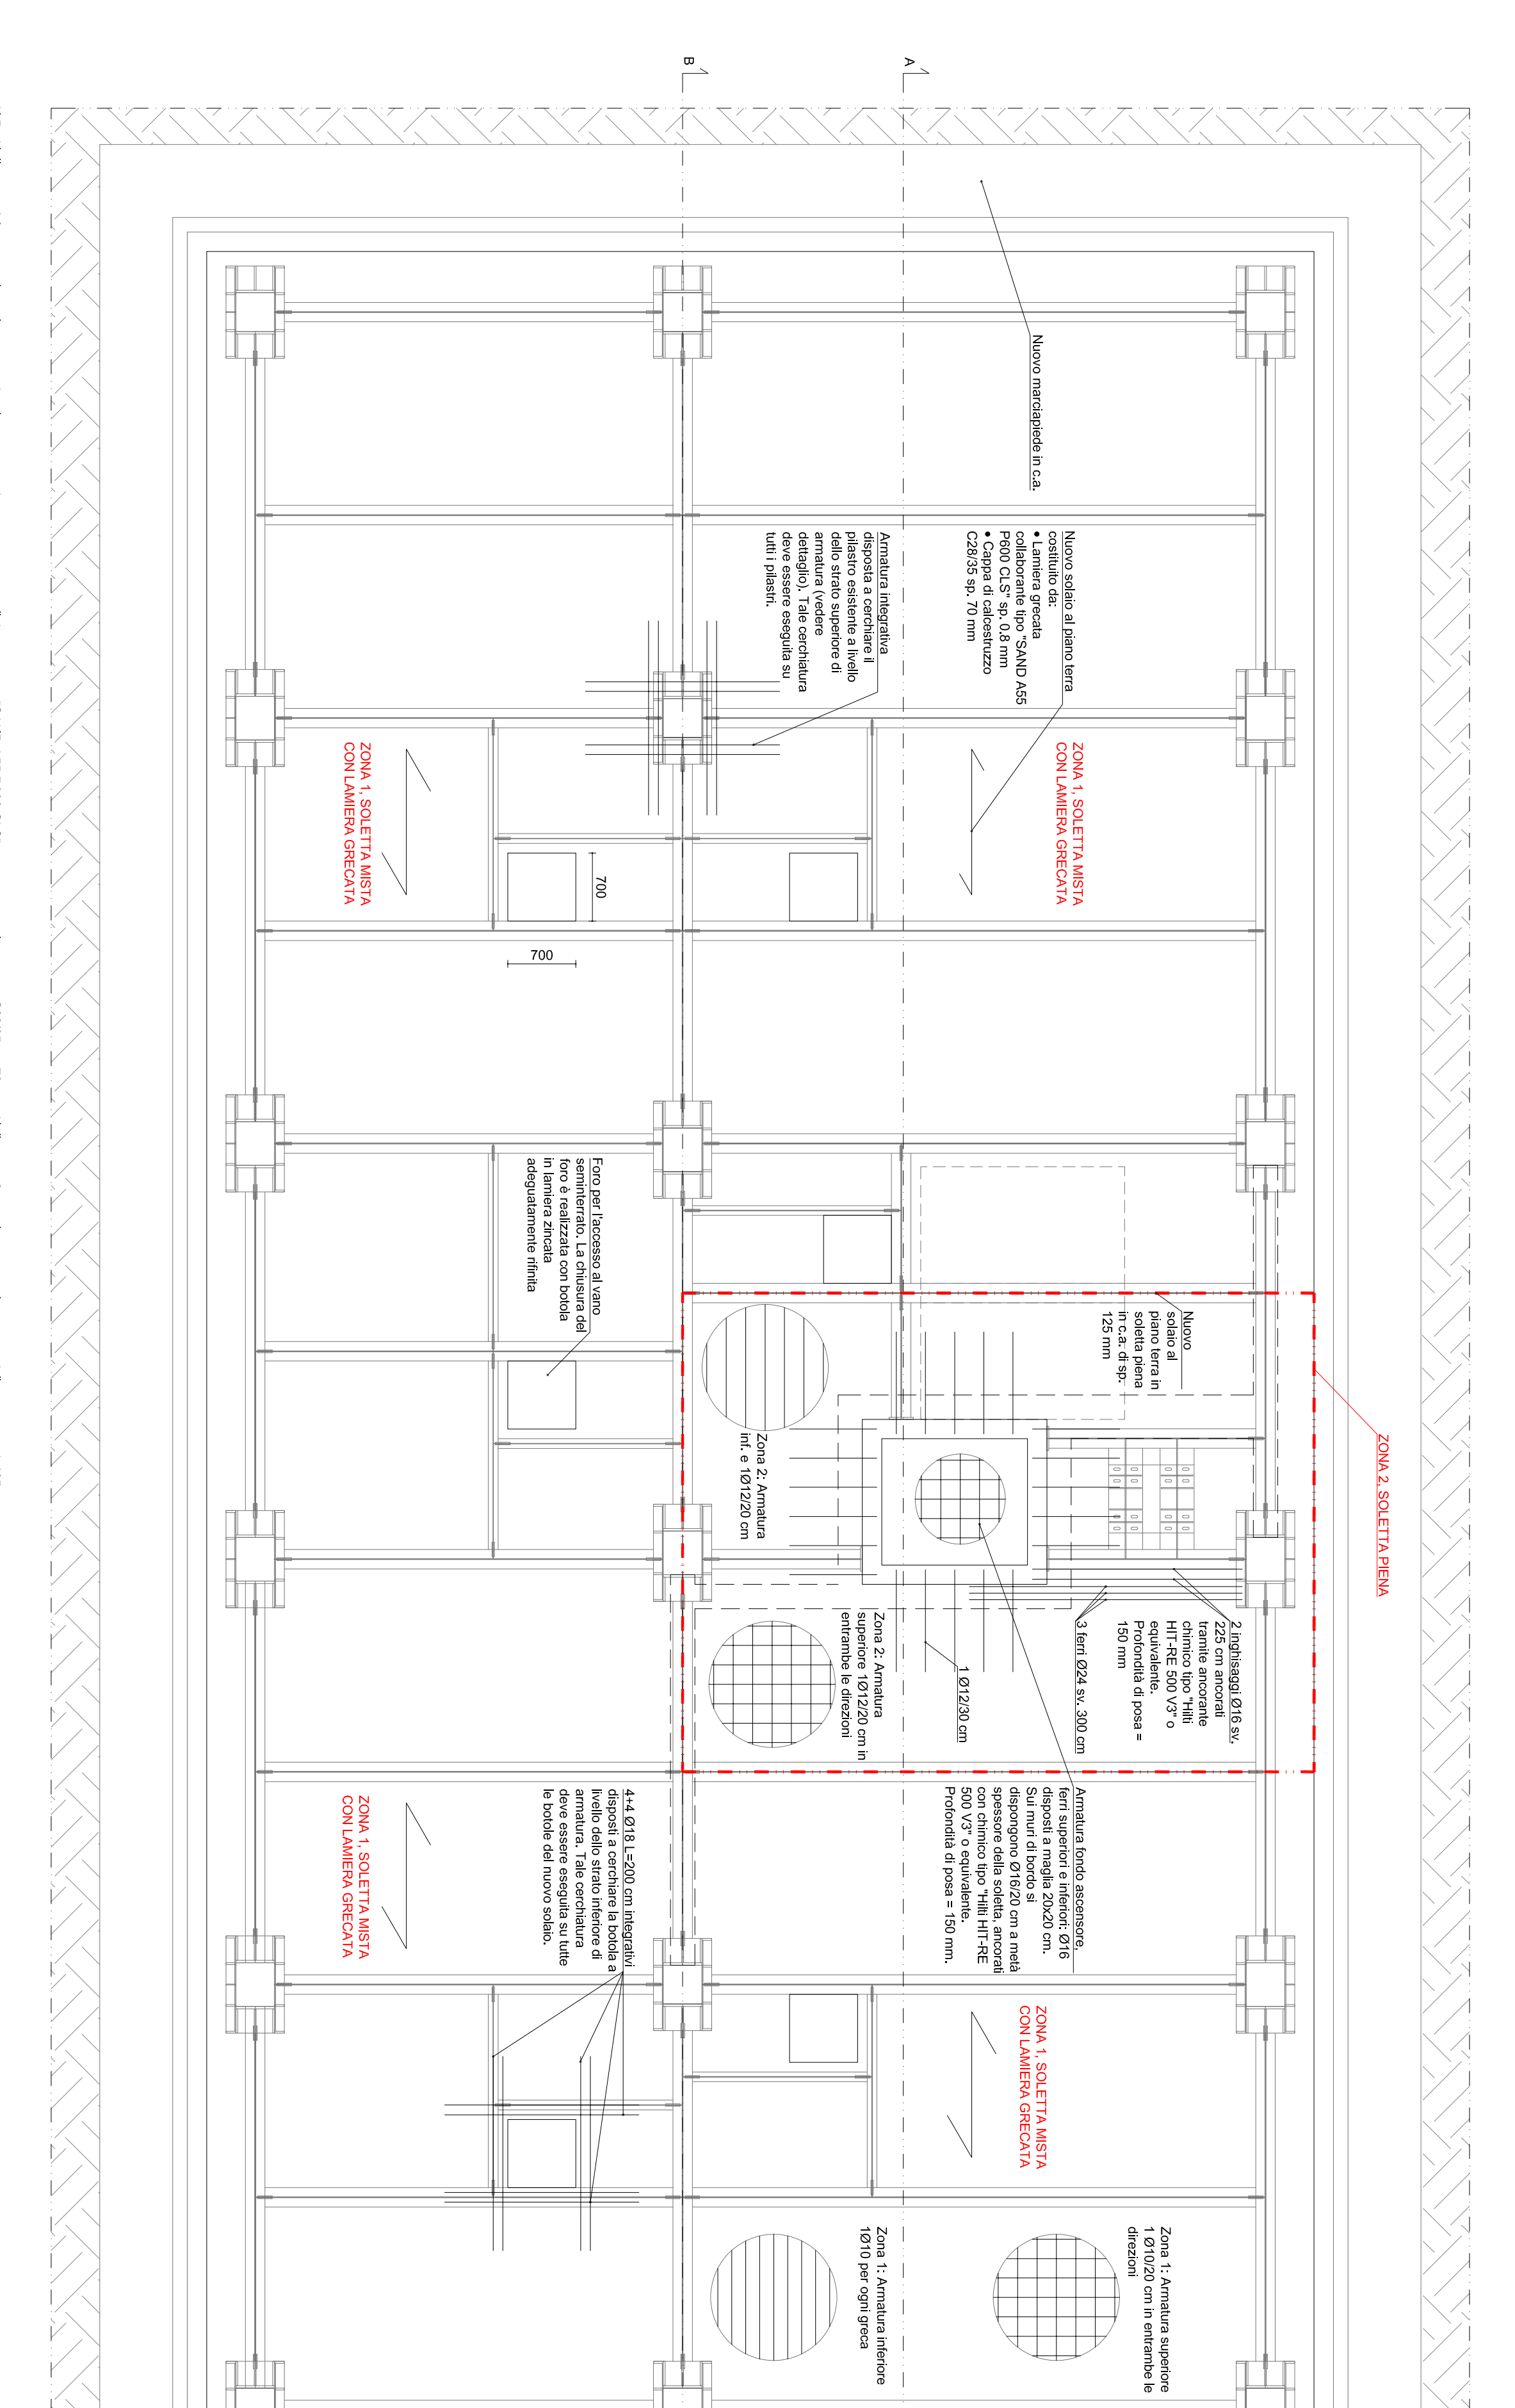 B
A
Nuovo marciapiede in c.a.
Nuovo solaio al piano terra
costituito da:
• Lamiera grecata
collaborante tipo "SAND A55
P600 CLS" sp. 0,8 mm
• Cappa di calcestruzzo
C28/35 sp. 70 mm
Armatura integrativa
disposta a cerchiare il
pilastro esistente a livello
dello strato superiore di
armatura (vedere
dettaglio). Tale cerchiatura
deve essere eseguita su
tutti i pilastri.
ZONA 1, SOLETTA MISTA
CON LAMIERA GRECATA
ZONA 1, SOLETTA MISTA
CON LAMIERA GRECATA
700
700
Foro per l'accesso al vano
seminterrato. La chiusura del
foro è realizzata con botola
in lamiera zincata
adeguatamente rifinita
Nuovo
solaio al
piano terra in
soletta piena
in c.a. di sp.
125 mm
ZONA 2, SOLETTA PIENA
Zona 2: Armatura
inf. e 1Ø12/20 cm
2 inghisaggi Ø16 sv.
225 cm ancorati
tramite ancorante
chimico tipo "Hilti
HIT-RE 500 V3" o
equivalente.
Profondità di posa =
150 mm
3 ferri Ø24 sv. 300 cm
1 Ø12/30 cm
Zona 2: Armatura
superiore 1Ø12/20 cm in
entrambe le direzioni
Armatura fondo ascensore,
ferri superiori e inferiori: Ø16
disposti a maglia 20x20 cm.
Sui muri di bordo si
dispongono Ø16/20 cm a metà
spessore della soletta, ancorati
con chimico tipo "Hilti HIT-RE
500 V3" o equivalente.
Profondità di posa = 150 mm.
4+4 Ø18 L=200 cm integrativi
disposti a cerchiare la botola a
livello dello strato inferiore di
armatura. Tale cerchiatura
deve essere eseguita su tutte
le botole del nuovo solaio.
ZONA 1, SOLETTA MISTA
CON LAMIERA GRECATA
ZONA 1, SOLETTA MISTA
CON LAMIERA GRECATA
Zona 1: Armatura superiore
1 Ø10/20 cm in entrambe le
direzioni
Zona 1: Armatura inferiore
1Ø10 per ogni greca